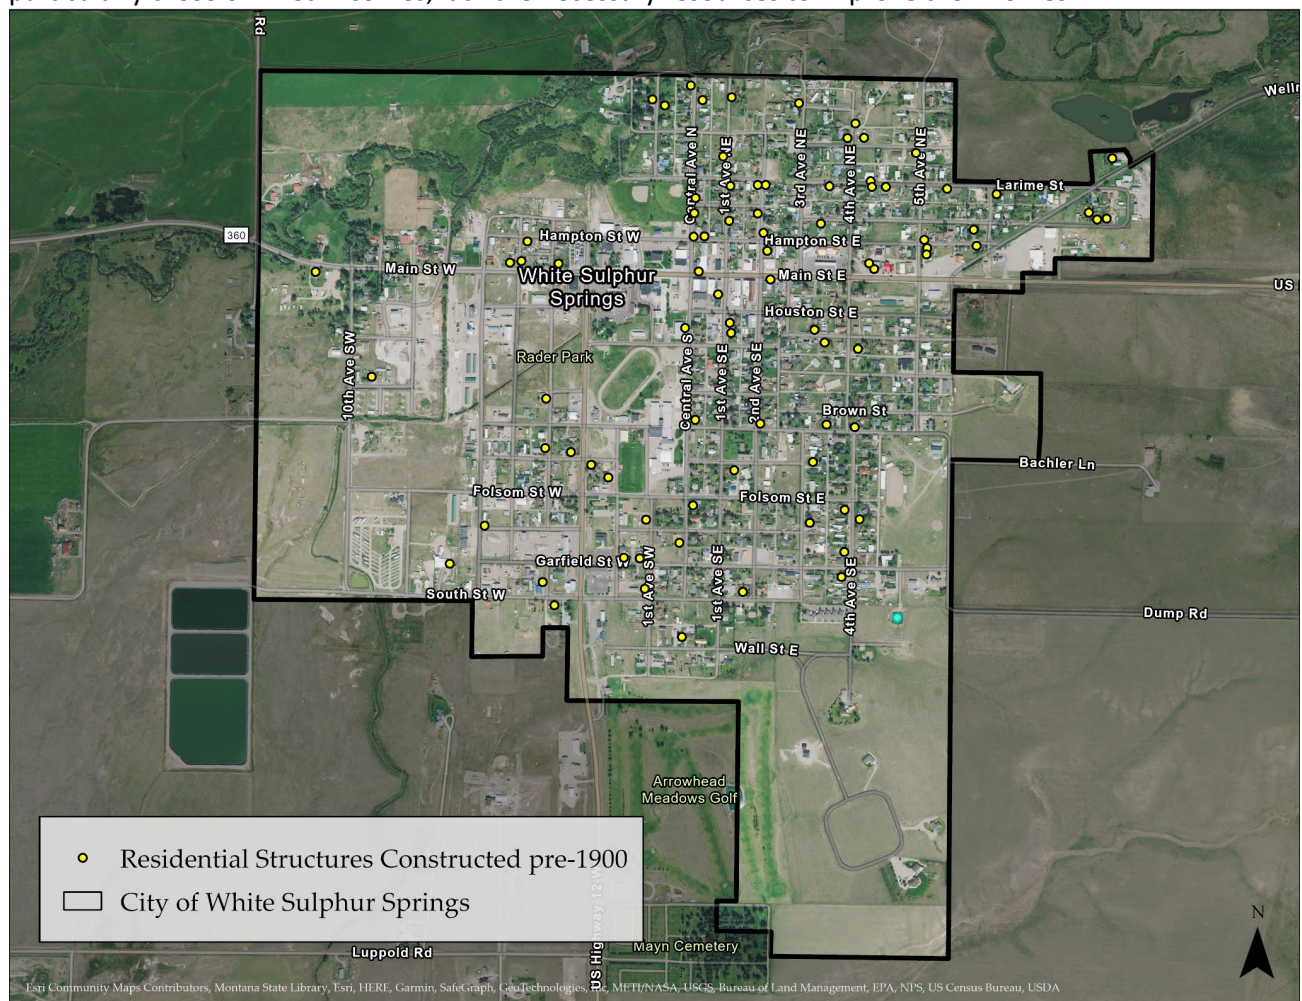 Rd
Welln
Central Ave N
1st Ave NE
3rd Ave NE
4th Ave NE
5th Ave NE
Larime St
360
Hampton St W
Hampton St E
Main St W
White Sulphur
Springs
Main St E
US
Houston St E
10th Ave SW
Rader Park
Central Ave S
1st Ave SE
2nd Ave SE
Brown St
Bachler Ln
Folsom St W
Folsom St E
Garfield St W
1st Ave SW
1st Ave SE
4th Ave SE
South St W
Dump Rd
Wall St E
Arrowhead
Meadows Golf
Residential Structures Constructed pre-1900
City of White Sulphur Springs
US Highway 12 W
Luppold Rd
Mayn Cemetery
N
Esri Community Maps Contributors, Montana State Library, Esri, HERE, Garmin, SafeGraph, GeoTechnologies, Inc, METI/NASA, USGS, Bureau of Land Management, EPA, NPS, US Census Bureau, USDA